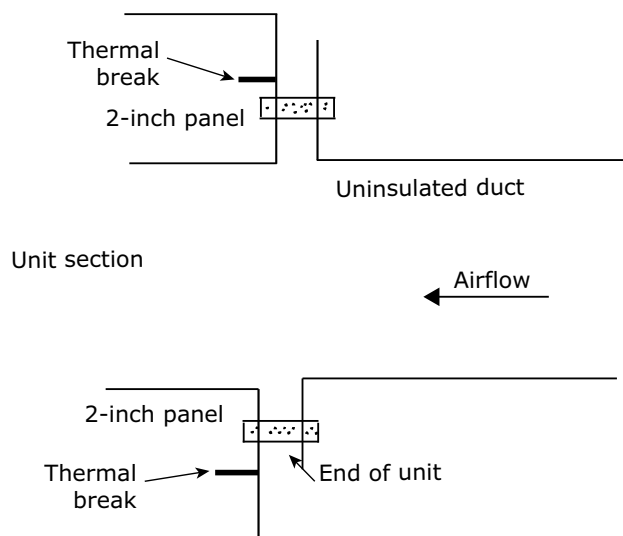 Thermal
break
2-inch panel
Uninsulated duct
Unit section
Airflow
2-inch panel
Thermal
break
End of unit